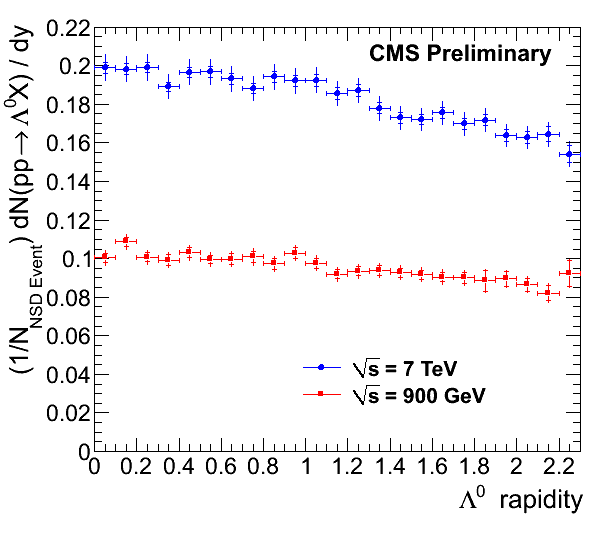 CMS Preliminary
(1/N_NSD Event) dN(pp→Λ⁰X) / dy
0.22
0.2
0.18
0.16
0.14
0.12
0.1
0.08
0.06
0.04
0.02
0
√s = 7 TeV
√s = 900 GeV
0 0.2 0.4 0.6 0.8 1 1.2 1.4 1.6 1.8 2 2.2
Λ⁰ rapidity